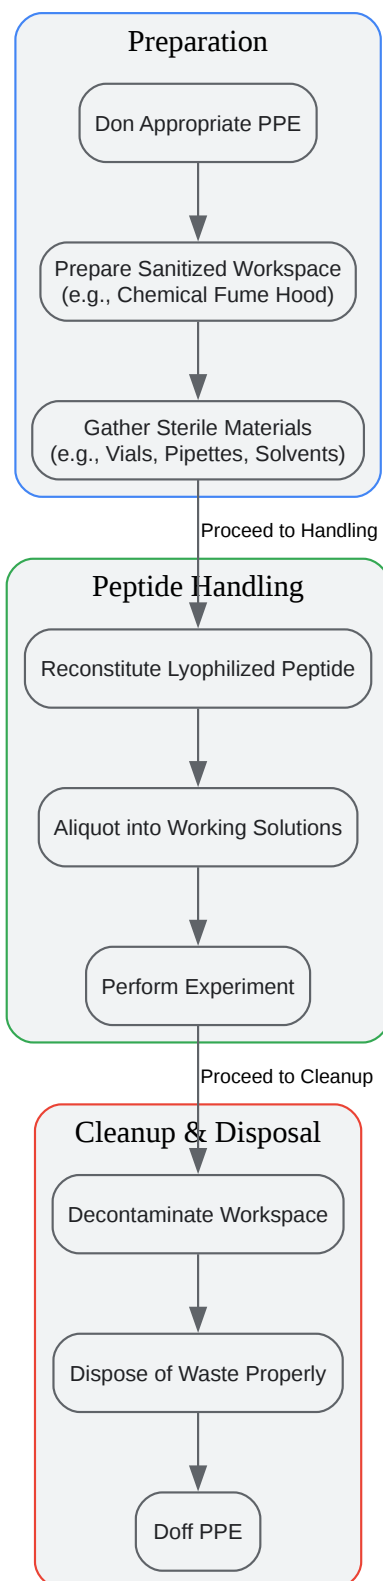 Preparation
Don Appropriate PPE
Prepare Sanitized Workspace
(e.g., Chemical Fume Hood)
Gather Sterile Materials
(e.g., Vials, Pipettes, Solvents)
Proceed to Handling
Peptide Handling
Reconstitute Lyophilized Peptide
Aliquot into Working Solutions
Perform Experiment
Proceed to Cleanup
Cleanup & Disposal
Decontaminate Workspace
Dispose of Waste Properly
Doff PPE